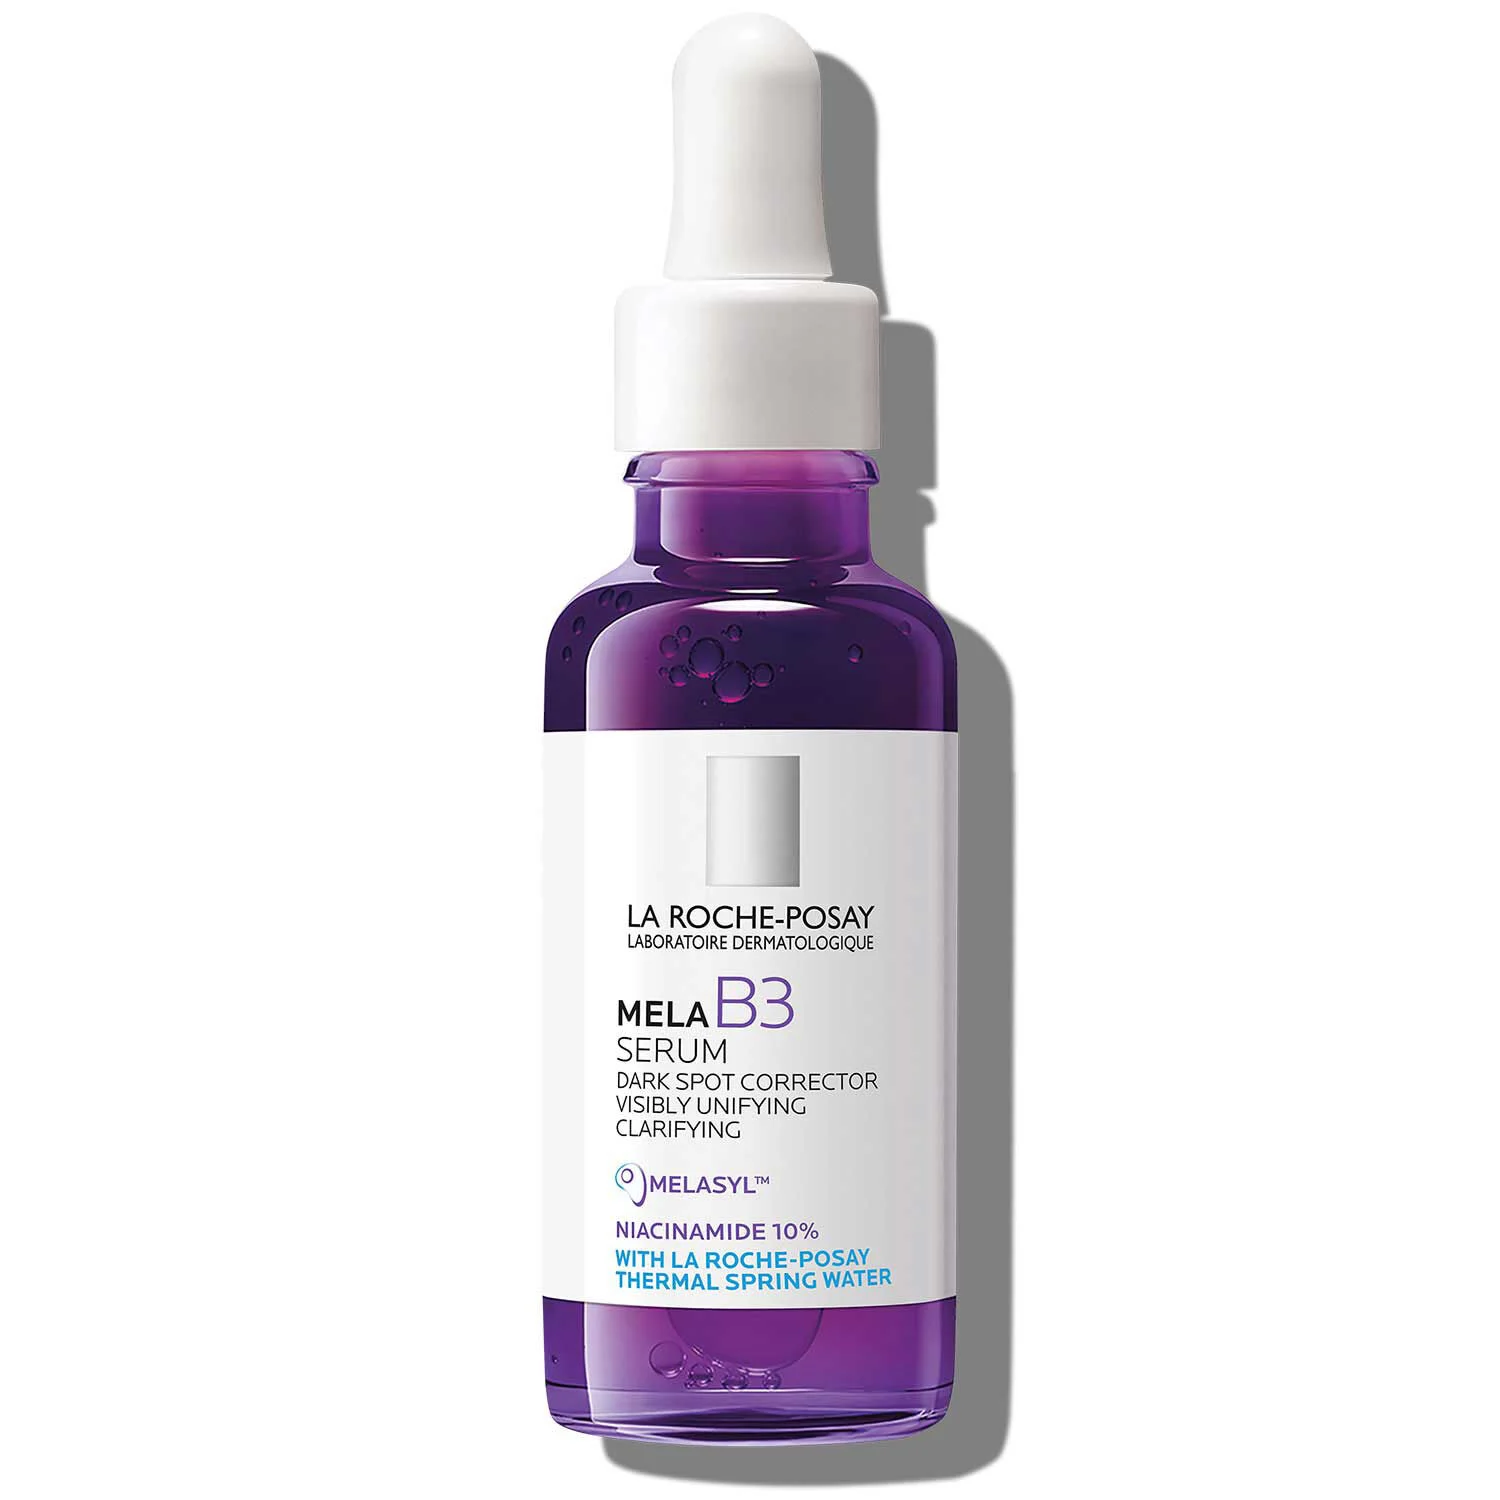 LA ROCHE-POSAY
LABORATOIRE DERMATOLOGIQUE
MELA B3
SERUM
DARK SPOT CORRECTOR
VISIBLY UNIFYING
CLARIFYING
MELASYL™
NIACINAMIDE 10%
WITH LA ROCHE-POSAY
THERMAL SPRING WATER